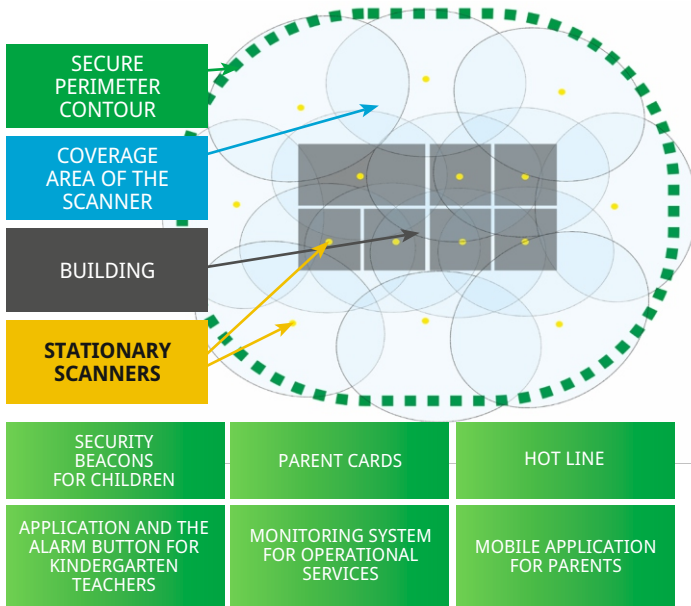 SECURE
PERIMETER
CONTOUR
COVERAGE
AREA OF THE
SCANNER
BUILDING
STATIONARY
SCANNERS
SECURITY
BEACONS
FOR CHILDREN
PARENT CARDS
HOT LINE
APPLICATION AND THE
ALARM BUTTON FOR
KINDERGARTEN
TEACHERS
MONITORING SYSTEM
FOR OPERATIONAL
SERVICES
MOBILE APPLICATION
FOR PARENTS